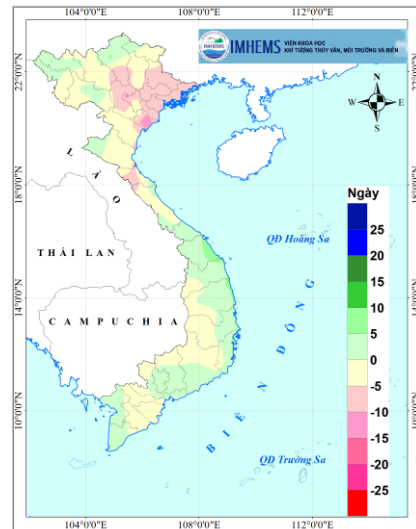 IMHEMS
VIỆN KHOA HỌC
KHÍ TƯỢNG THỦY VĂN, MÔI TRƯỜNG VÀ BIỂN
104°0'0"E 108°0'0"E 112°0'0"E
22°0'0"N
18°0'0"N
14°0'0"N
10°0'0"N
N
W E
S
LÀO
THÁI LAN
CAMPUCHIA
QĐ Hoàng Sa
BIỂN ĐÔNG
QĐ Trường Sa
Ngày
25
20
15
10
5
0
-5
-10
-15
-20
-25
104°0'0"E 108°0'0"E 112°0'0"E